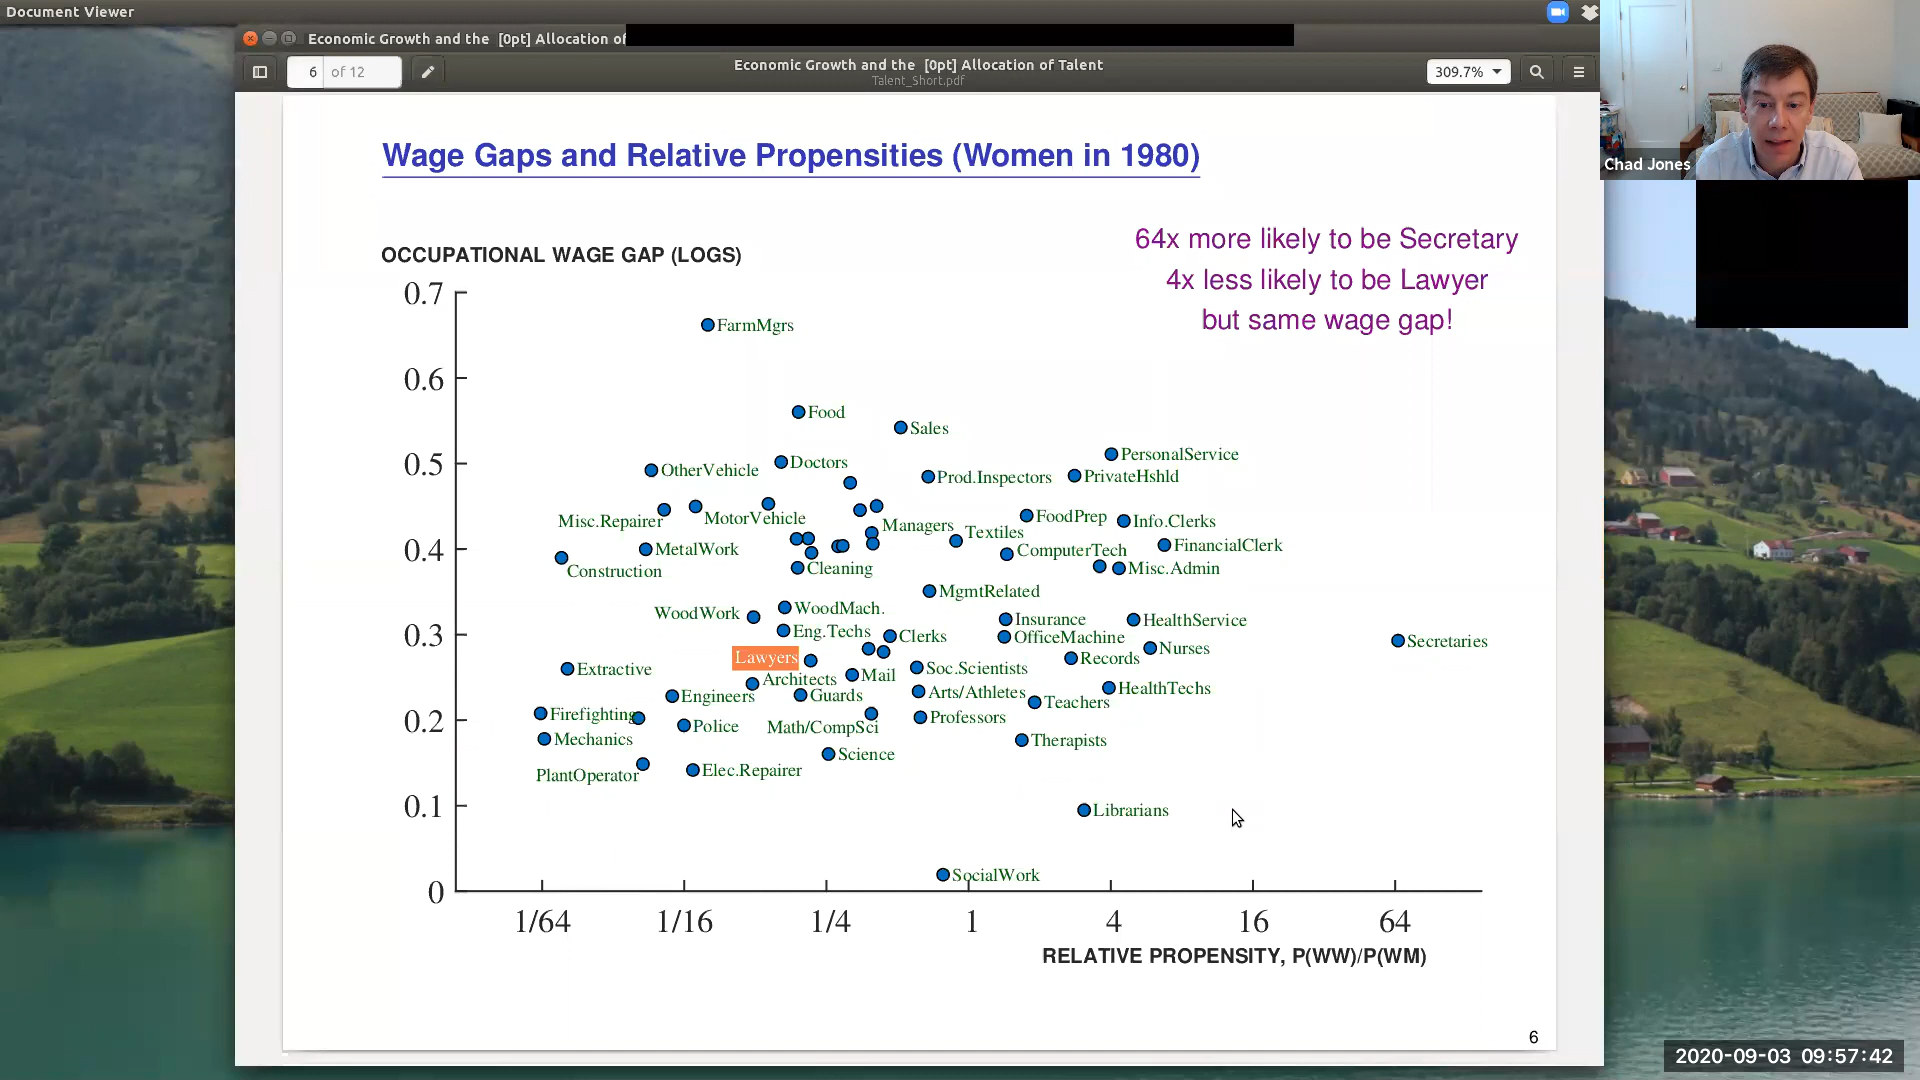 Document Viewer
Economic Growth and the [0pt] Allocation of
6 of 12
Economic Growth and the [0pt] Allocation of Talent
Talent_Short.pdf
309.7%
Chad Jones
Wage Gaps and Relative Propensities (Women in 1980)
64x more likely to be Secretary
4x less likely to be Lawyer
but same wage gap!
OCCUPATIONAL WAGE GAP (LOGS)
0.7
FarmMgrs
0.6
Food
Sales
0.5
OtherVehicle
Doctors
Prod.Inspectors
PersonalService
PrivateHshld
Misc.Repairer
MotorVehicle
Managers
Textiles
FoodPrep
Info.Clerks
0.4
MetalWork
Construction
Cleaning
ComputerTech
FinancialClerk
Misc.Admin
MgmtRelated
WoodWork
WoodMach.
Eng.Techs
Clerks
Insurance
OfficeMachine
HealthService
0.3
Secretaries
Lawyers
Extractive
Architects
Mail
Soc.Scientists
Records
Nurses
Engineers
Guards
Arts/Athletes
Teachers
HealthTechs
0.2
Firefighting
Mechanics
Police
Math/CompSci
Professors
Therapists
PlantOperator
Elec.Repairer
Science
0.1
Librarians
SocialWork
0
1/64 1/16 1/4 1 4 16 64
RELATIVE PROPENSITY, P(WW)/P(WM)
6
2020-09-03 09:57:42